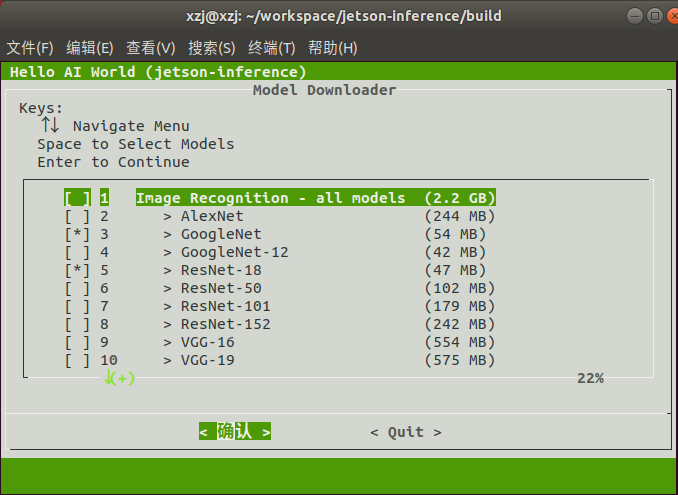 xzj@xzj: ~/workspace/jetson-inference/build
文件(F) 编辑(E) 查看(V) 搜索(S) 终端(T) 帮助(H)
Hello AI World (jetson-inference)
Model Downloader
Keys:
↑↓ Navigate Menu
Space to Select Models
Enter to Continue
[ ] 1 Image Recognition - all models (2.2 GB)
[ ] 2 > AlexNet (244 MB)
[*] 3 > GoogleNet (54 MB)
[ ] 4 > GoogleNet-12 (42 MB)
[*] 5 > ResNet-18 (47 MB)
[ ] 6 > ResNet-50 (102 MB)
[ ] 7 > ResNet-101 (179 MB)
[ ] 8 > ResNet-152 (242 MB)
[ ] 9 > VGG-16 (554 MB)
[ ] 10 > VGG-19 (575 MB)
↓(+) 22%
< 确认 > < Quit >